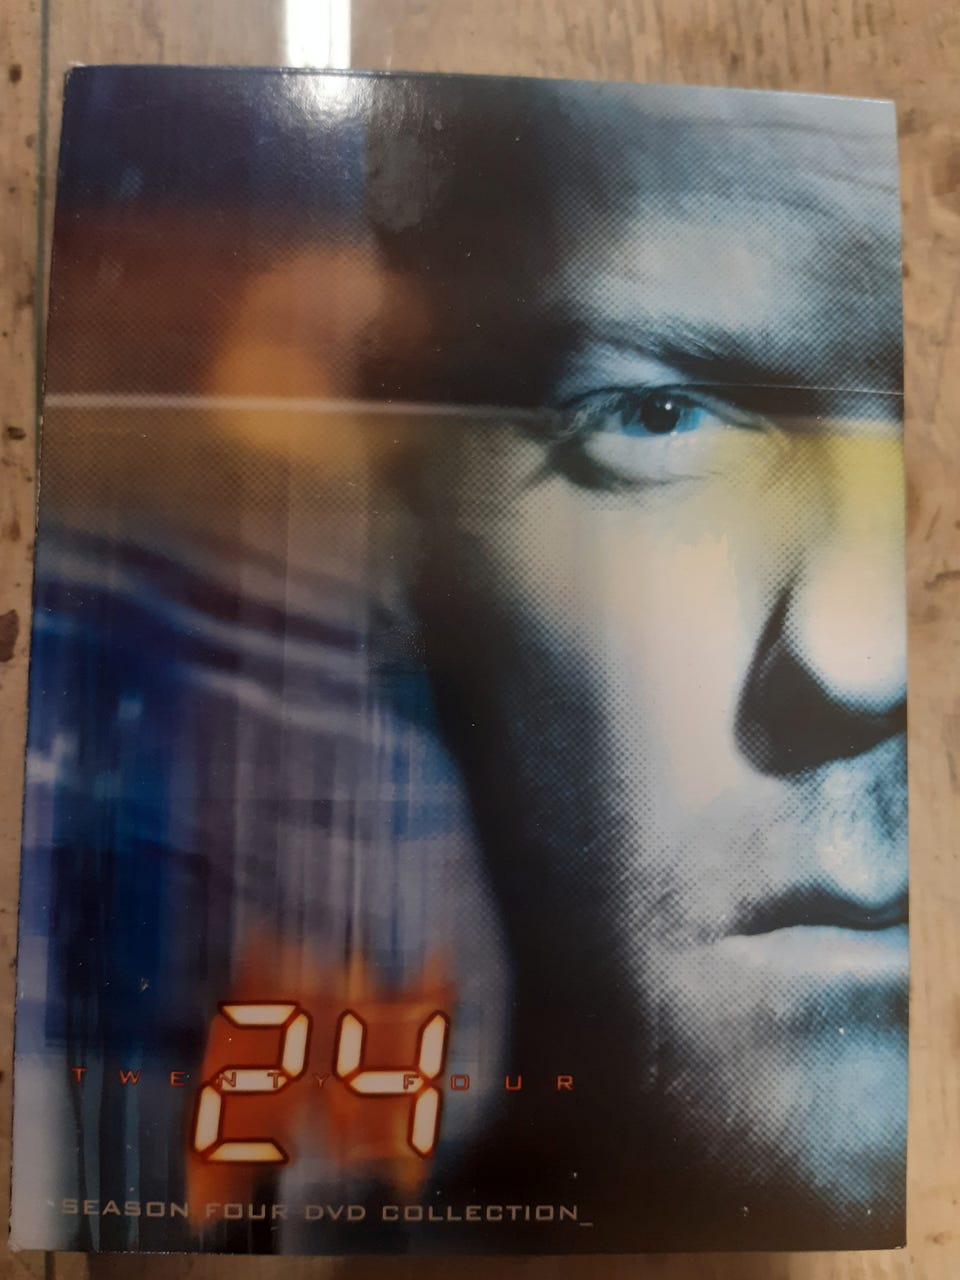 24
TWENTY FOUR
SEASON FOUR DVD COLLECTION_